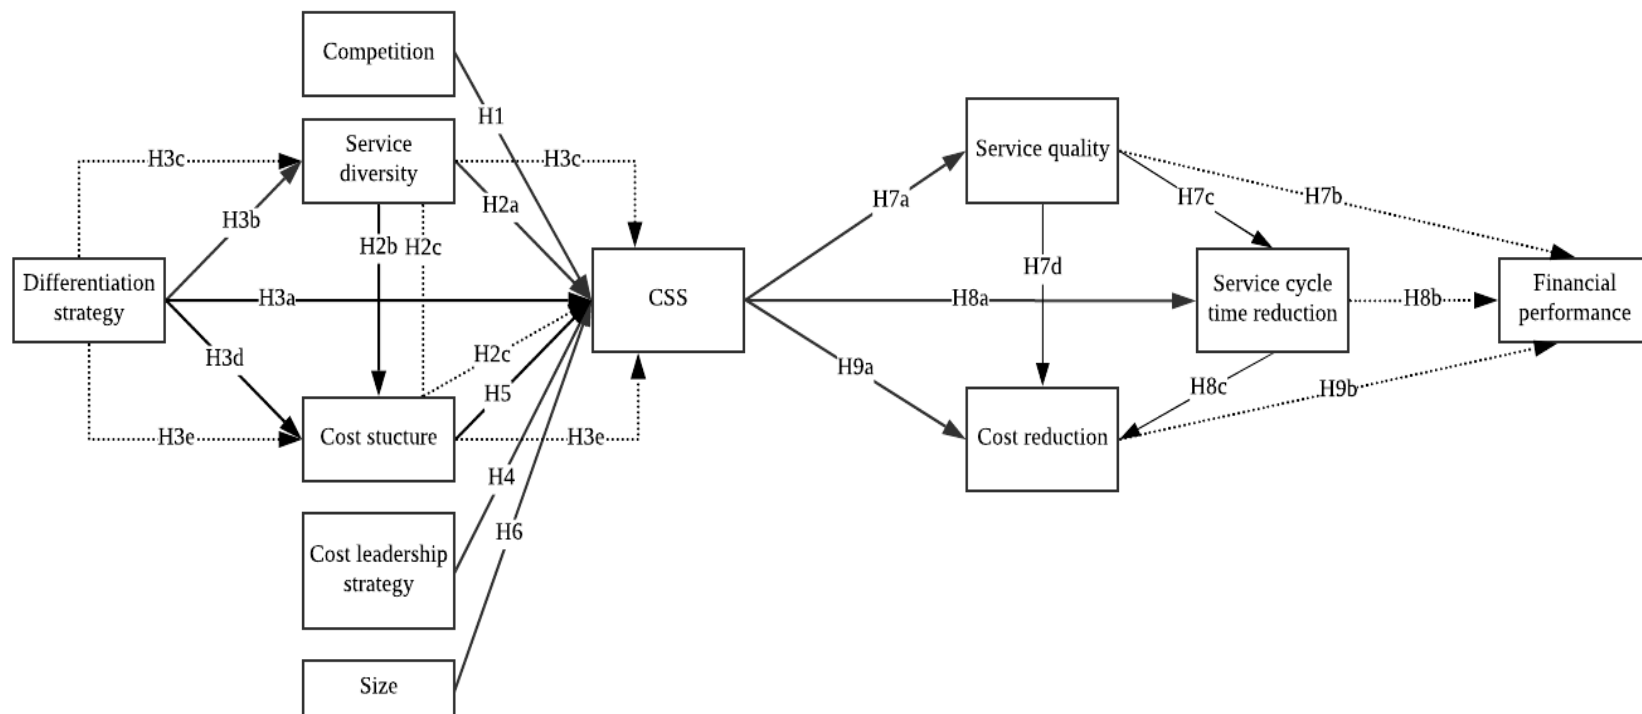 Competition
H1
Service
diversity
H3c
H3c
H2a
H3b
H2b
H2c
Differentiation
strategy
H3a
CSS
H3d
H2c
H5
Cost stucture
H3e
H3e
H4
H6
Cost leadership
strategy
Size
Service quality
H7a
H7c
H7b
H7d
H8a
Service cycle
time reduction
H8b
Financial
performance
H9a
H8c
H9b
Cost reduction